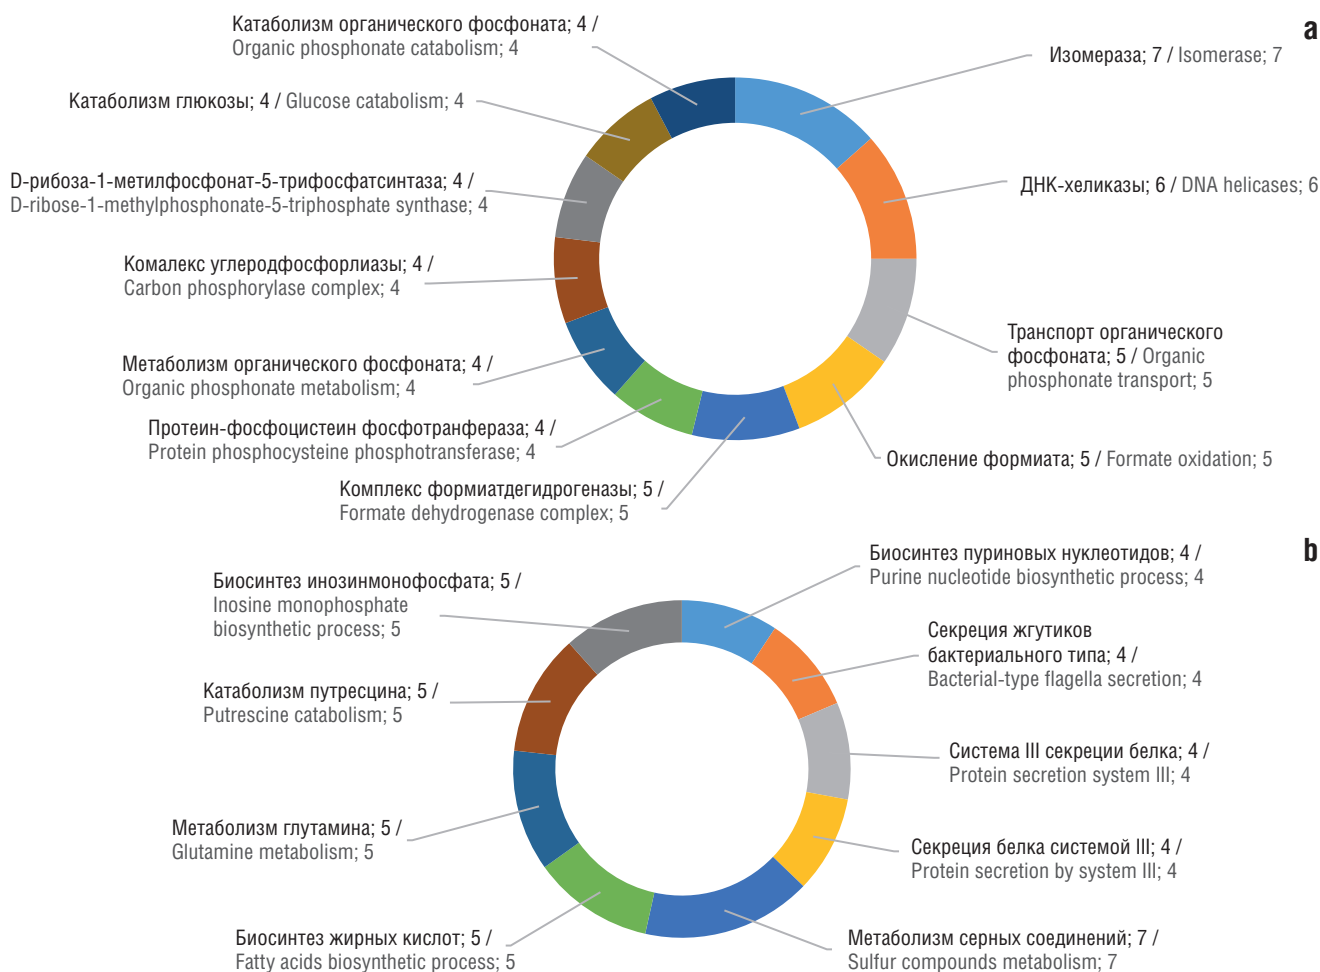 a
Катаболизм органического фосфоната; 4 /
Organic phosphonate catabolism; 4
Изомераза; 7 / Isomerase; 7
Катаболизм глюкозы; 4 / Glucose catabolism; 4
D-рибоза-1-метилфосфонат-5-трифосфатсинтаза; 4 /
D-ribose-1-methylphosphonate-5-triphosphate synthase; 4
ДНК-хеликазы; 6 / DNA helicases; 6
Комалекс углеродфосфорлиазы; 4 /
Carbon phosphorylase complex; 4
Транспорт органического
фосфоната; 5 / Organic
phosphonate transport; 5
Метаболизм органического фосфоната; 4 /
Organic phosphonate metabolism; 4
Протеин-фосфоцистеин фосфотранфераза; 4 /
Protein phosphocysteine phosphotransferase; 4
Окисление формиата; 5 / Formate oxidation; 5
Комплекс формиатдегидрогеназы; 5 /
Formate dehydrogenase complex; 5
b
Биосинтез пуриновых нуклеотидов; 4 /
Purine nucleotide biosynthetic process; 4
Биосинтез инозинмонофосфата; 5 /
Inosine monophosphate
biosynthetic process; 5
Секреция жгутиков
бактериального типа; 4 /
Bacterial-type flagella secretion; 4
Катаболизм путресцина; 5 /
Putrescine catabolism; 5
Система III секреции белка; 4 /
Protein secretion system III; 4
Метаболизм глутамина; 5 /
Glutamine metabolism; 5
Секреция белка системой III; 4 /
Protein secretion by system III; 4
Биосинтез жирных кислот; 5 /
Fatty acids biosynthetic process; 5
Метаболизм серных соединений; 7 /
Sulfur compounds metabolism; 7